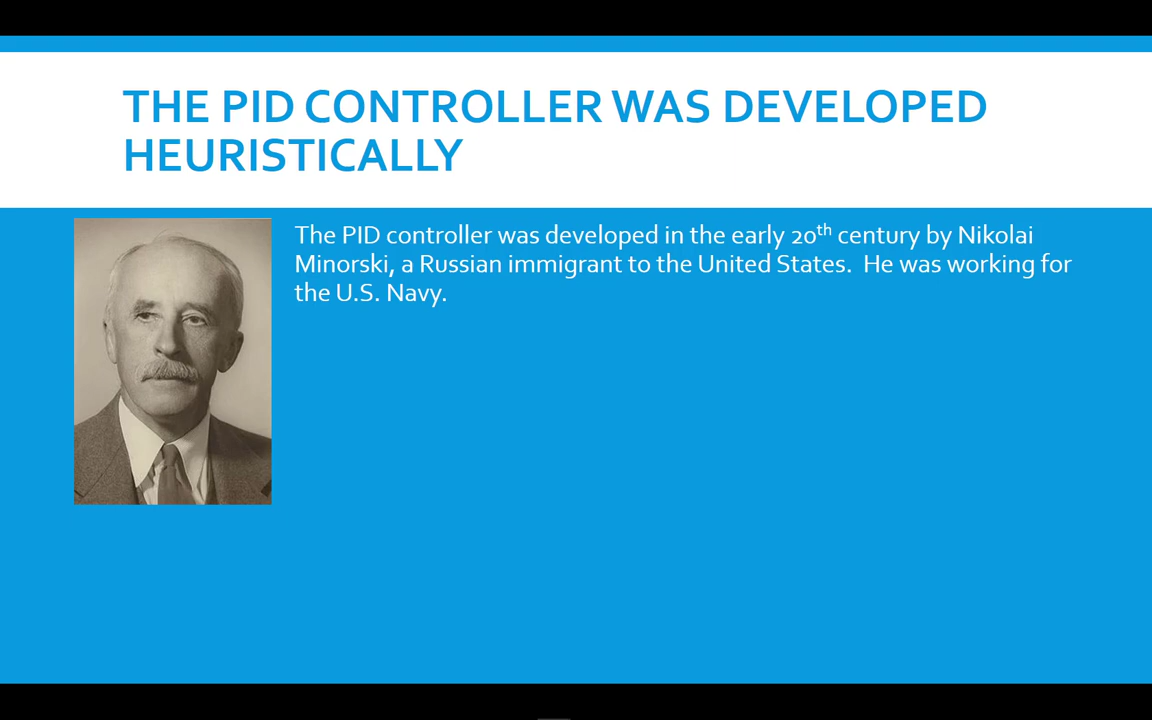 THE PID CONTROLLER WAS DEVELOPED
HEURISTICALLY
The PID controller was developed in the early 20th century by Nikolai
Minorski, a Russian immigrant to the United States.  He was working for
the U.S. Navy.